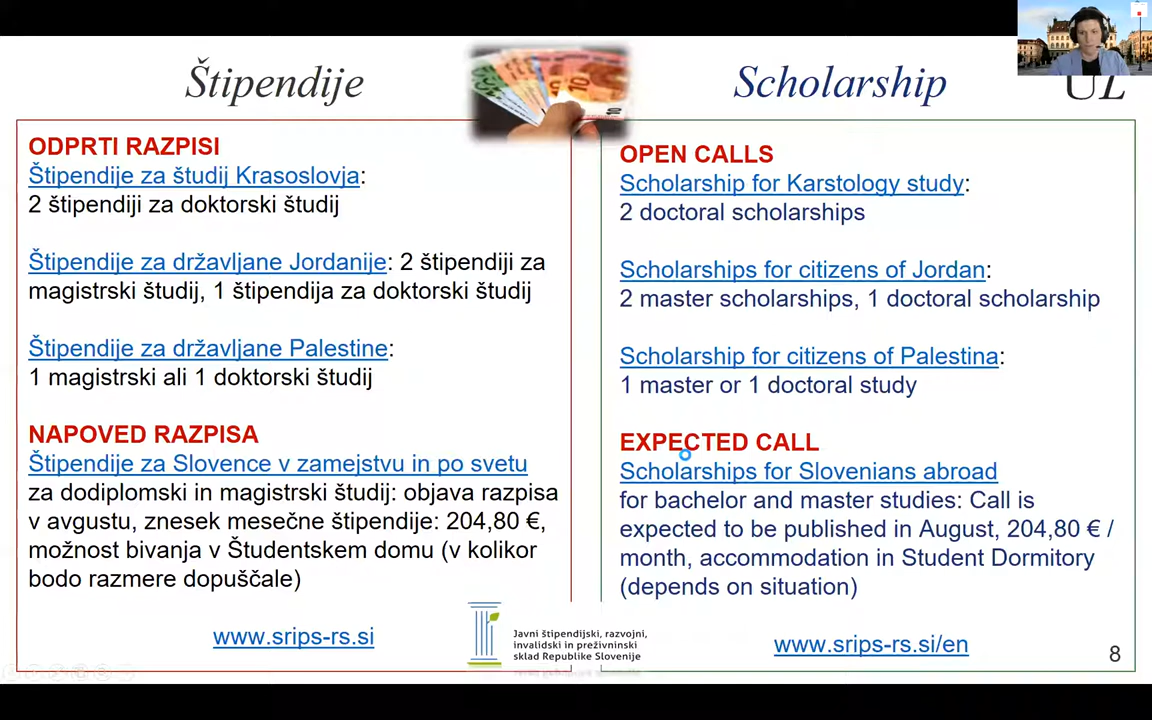 Štipendije
Scholarship
UL
ODPRTI RAZPISI
Štipendije za študij Krasoslovja:
2 štipendiji za doktorski študij
Štipendije za državljane Jordanije: 2 štipendiji za
magistrski študij, 1 štipendija za doktorski študij
Štipendije za državljane Palestine:
1 magistrski ali 1 doktorski študij
NAPOVED RAZPISA
Štipendije za Slovence v zamejstvu in po svetu
za dodiplomski in magistrski študij: objava razpisa
v avgustu, znesek mesečne štipendije: 204,80 €,
možnost bivanja v Študentskem domu (v kolikor
bodo razmere dopuščale)
www.srips-rs.si
OPEN CALLS
Scholarship for Karstology study:
2 doctoral scholarships
Scholarships for citizens of Jordan:
2 master scholarships, 1 doctoral scholarship
Scholarship for citizens of Palestina:
1 master or 1 doctoral study
EXPECTED CALL
Scholarships for Slovenians abroad
for bachelor and master studies: Call is
expected to be published in August, 204,80 € /
month, accommodation in Student Dormitory
(depends on situation)
www.srips-rs.si/en
Javni štipendijski, razvojni,
invalidski in preživninski
sklad Republike Slovenije
8